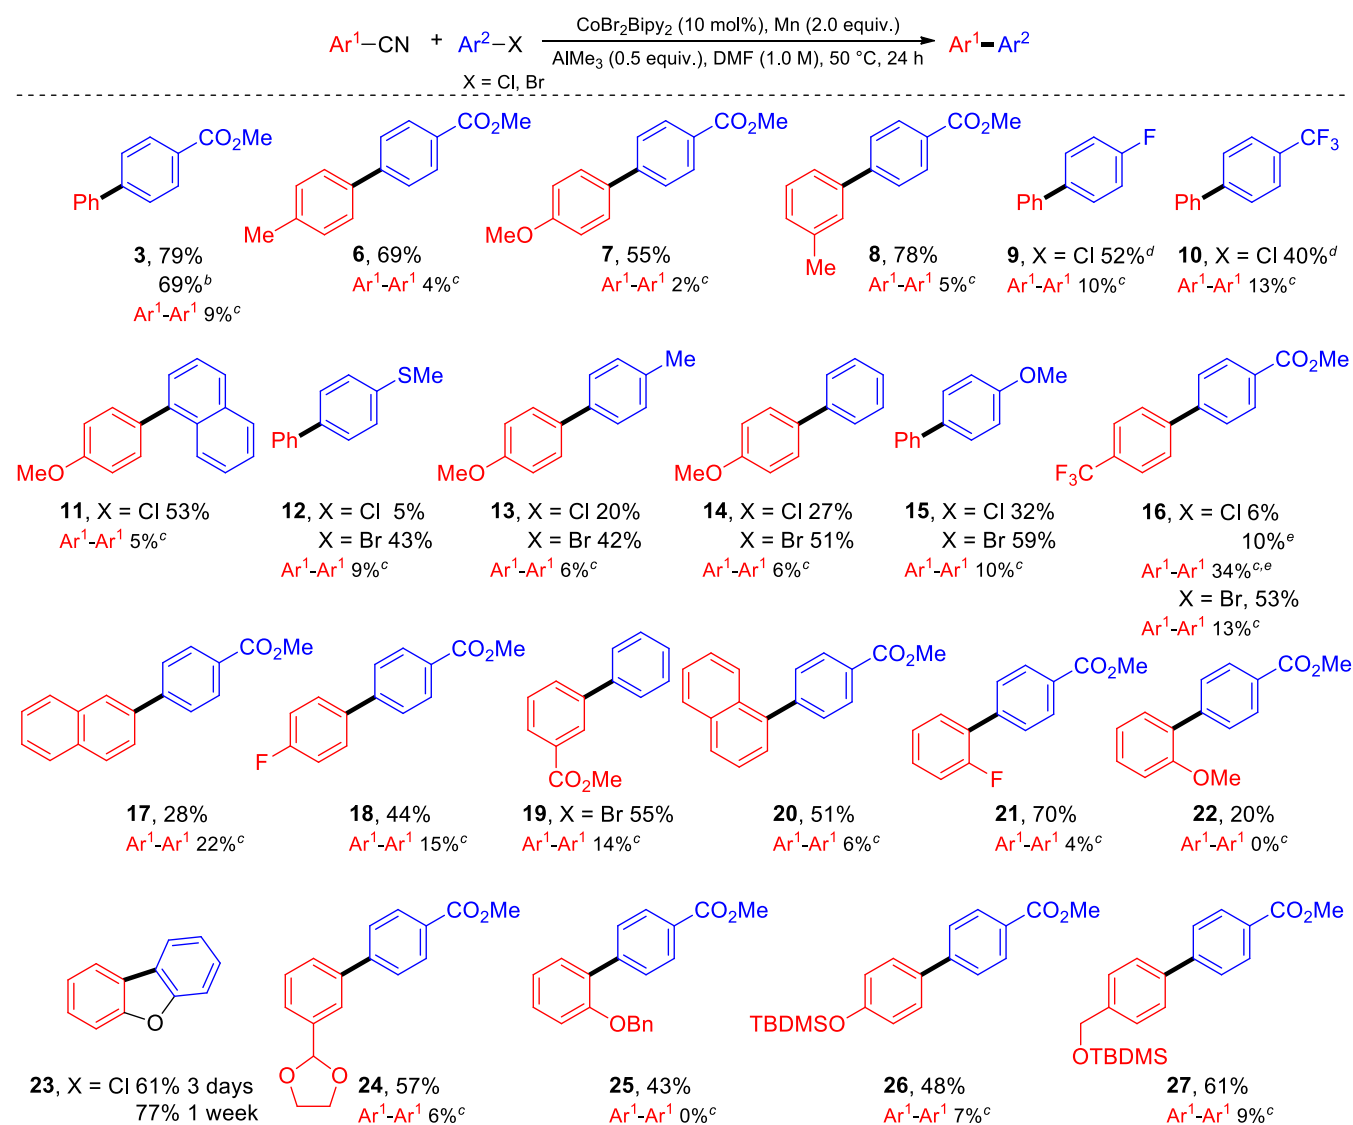 Ar¹–CN + Ar²–X CoBr₂Bipy₂ (10 mol%), Mn (2.0 equiv.) Ar¹–Ar²
AlMe₃ (0.5 equiv.), DMF (1.0 M), 50 °C, 24 h
X = Cl, Br
CO₂Me CO₂Me CO₂Me CO₂Me F CF₃
Ph Me MeO Me Ph Ph
3, 79% 6, 69% 7, 55% 8, 78% 9, X = Cl 52%ᵈ 10, X = Cl 40%ᵈ
69%ᵇ Ar¹-Ar¹ 4%ᶜ Ar¹-Ar¹ 2%ᶜ Ar¹-Ar¹ 5%ᶜ Ar¹-Ar¹ 10%ᶜ Ar¹-Ar¹ 13%ᶜ
Ar¹-Ar¹ 9%ᶜ
SMe Me OMe CO₂Me
MeO Ph MeO MeO Ph F₃C
11, X = Cl 53% 12, X = Cl 5% 13, X = Cl 20% 14, X = Cl 27% 15, X = Cl 32% 16, X = Cl 6%
Ar¹-Ar¹ 5%ᶜ X = Br 43% X = Br 42% X = Br 51% X = Br 59% 10%ᵉ
Ar¹-Ar¹ 9%ᶜ Ar¹-Ar¹ 6%ᶜ Ar¹-Ar¹ 6%ᶜ Ar¹-Ar¹ 10%ᶜ Ar¹-Ar¹ 34%ᶜ,ᵉ
X = Br, 53%
Ar¹-Ar¹ 13%ᶜ
CO₂Me CO₂Me CO₂Me CO₂Me CO₂Me
F CO₂Me F OMe
17, 28% 18, 44% 19, X = Br 55% 20, 51% 21, 70% 22, 20%
Ar¹-Ar¹ 22%ᶜ Ar¹-Ar¹ 15%ᶜ Ar¹-Ar¹ 14%ᶜ Ar¹-Ar¹ 6%ᶜ Ar¹-Ar¹ 4%ᶜ Ar¹-Ar¹ 0%ᶜ
CO₂Me CO₂Me CO₂Me CO₂Me
O OBn TBDMSO OTBDMS
O O
23, X = Cl 61% 3 days 24, 57% 25, 43% 26, 48% 27, 61%
77% 1 week Ar¹-Ar¹ 6%ᶜ Ar¹-Ar¹ 0%ᶜ Ar¹-Ar¹ 7%ᶜ Ar¹-Ar¹ 9%ᶜ